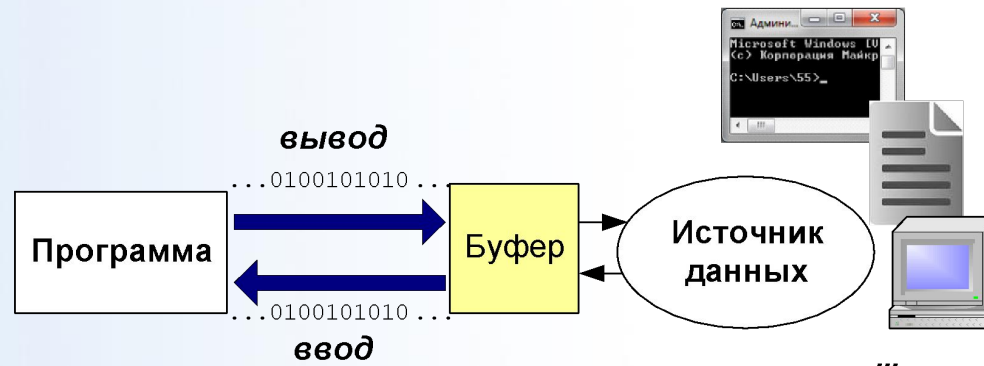 Админи...
Microsoft Windows [V
(c) Корпорация Майкр
C:\Users\55>_
вывод
...0100101010 ...
Программа
Буфер
Источник
данных
...0100101010 ...
ввод
...